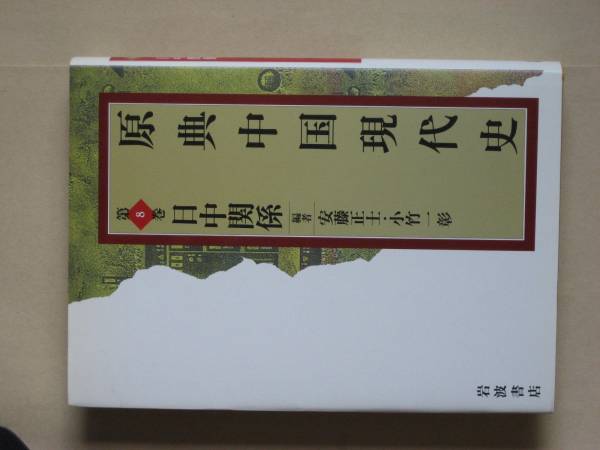 原典中国現代史
第8巻
日中関係
編者
安藤正士・小竹一彰
岩波書店